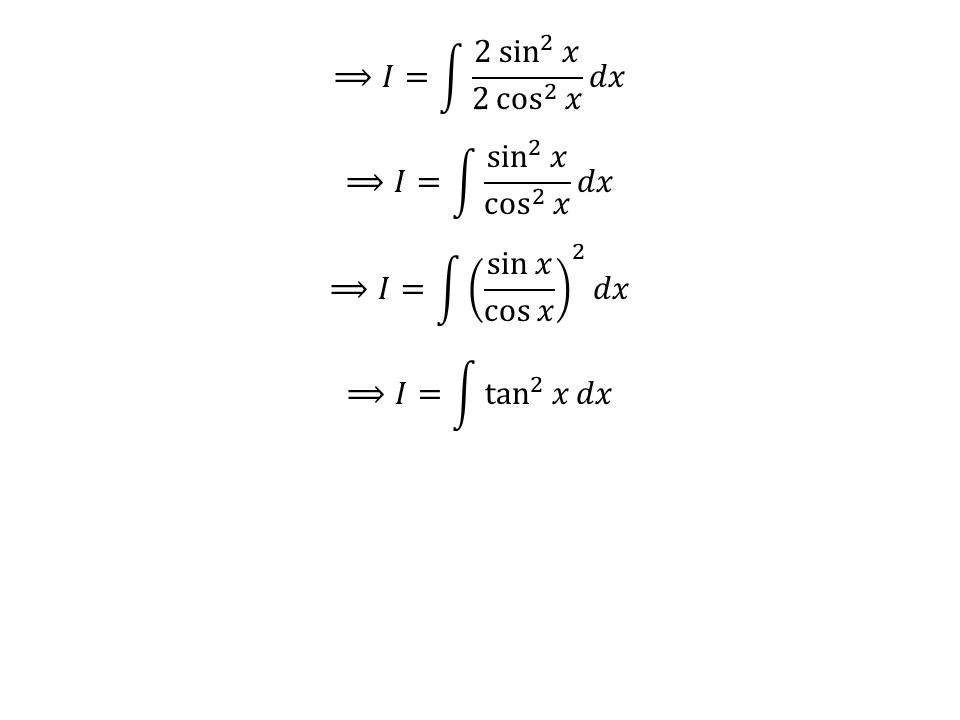 ⟹ I = ∫ (2 sin² x)/(2 cos² x) dx
⟹ I = ∫ (sin² x)/(cos² x) dx
⟹ I = ∫ ((sin x)/(cos x))² dx
⟹ I = ∫ tan² x dx